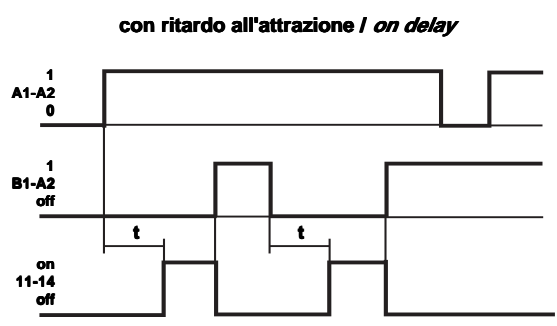 con ritardo all'attrazione / on delay
1
A1-A2
0
1
B1-A2
off
t
t
on
11-14
off